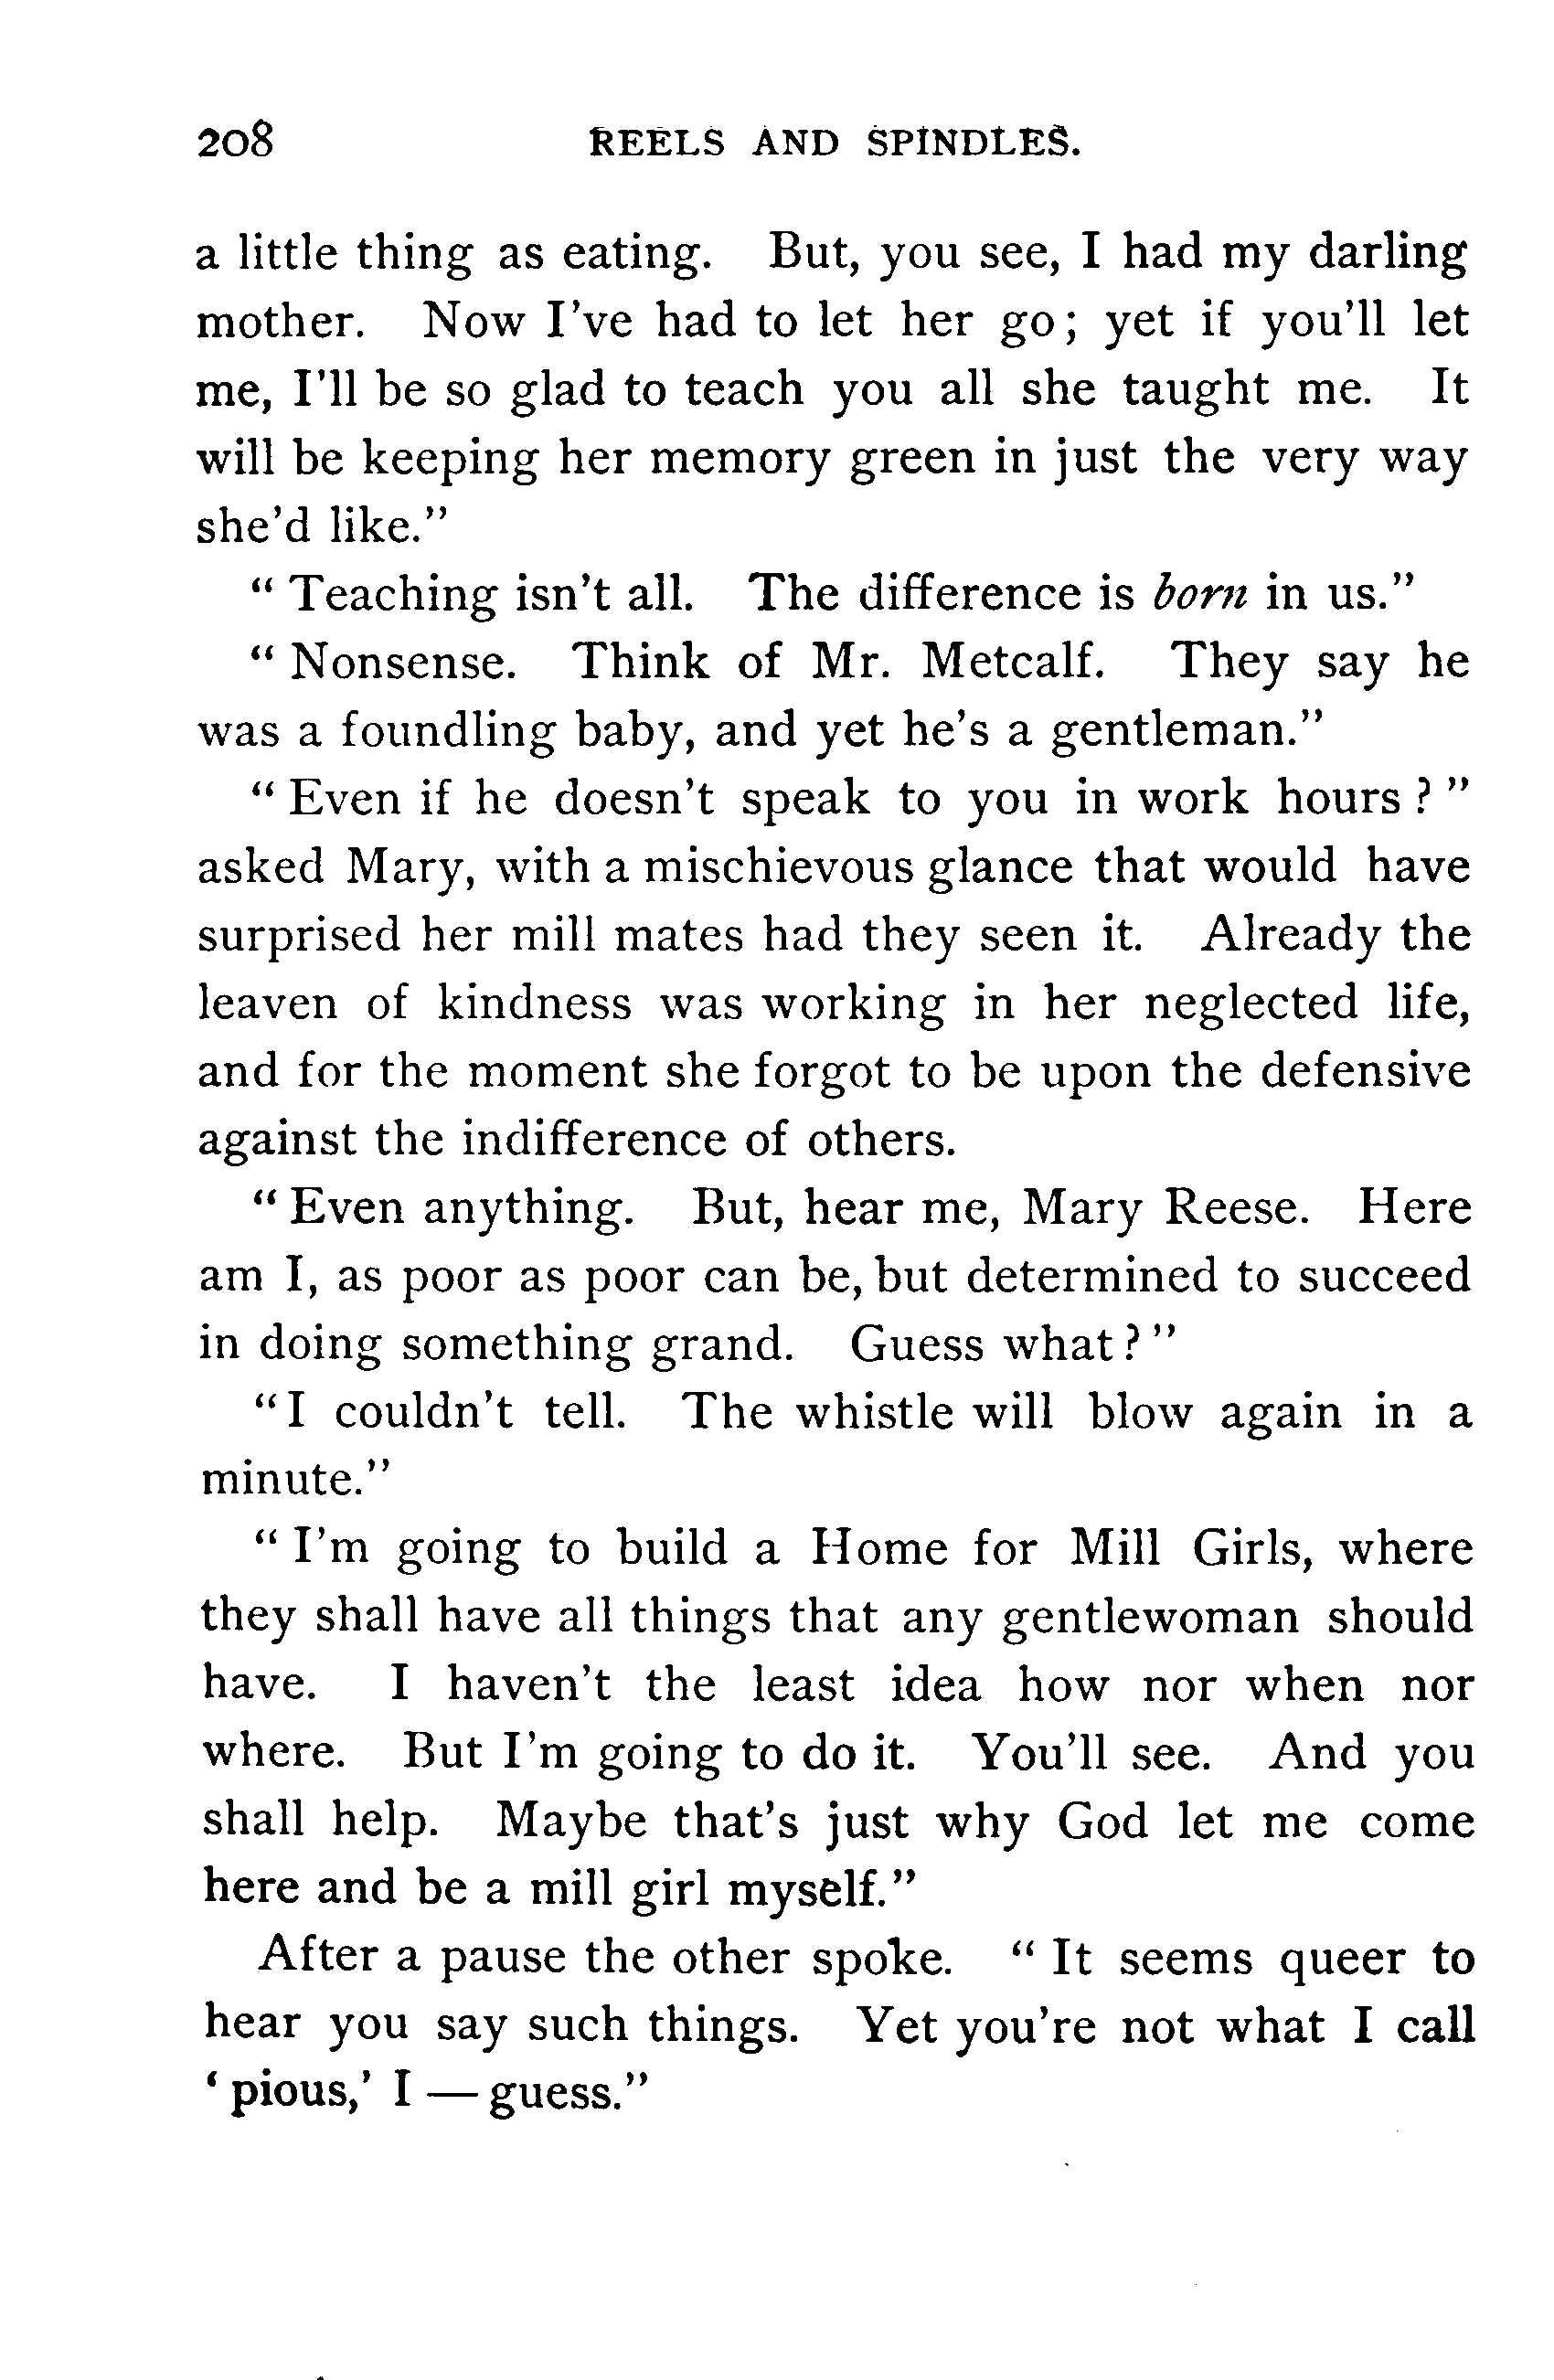 208 REELS AND SPINDLES.
a little thing as eating. But, you see, I had my darling
mother. Now I've had to let her go; yet if you'll let
me, I'll be so glad to teach you all she taught me. It
will be keeping her memory green in just the very way
she'd like."
"Teaching isn't all. The difference is born in us."
"Nonsense. Think of Mr. Metcalf. They say he
was a foundling baby, and yet he's a gentleman."
"Even if he doesn't speak to you in work hours?"
asked Mary, with a mischievous glance that would have
surprised her mill mates had they seen it. Already the
leaven of kindness was working in her neglected life,
and for the moment she forgot to be upon the defensive
against the indifference of others.
"Even anything. But, hear me, Mary Reese. Here
am I, as poor as poor can be, but determined to succeed
in doing something grand. Guess what?"
"I couldn't tell. The whistle will blow again in a
minute."
"I'm going to build a Home for Mill Girls, where
they shall have all things that any gentlewoman should
have. I haven't the least idea how nor when nor
where. But I'm going to do it. You'll see. And you
shall help. Maybe that's just why God let me come
here and be a mill girl myself."
After a pause the other spoke. "It seems queer to
hear you say such things. Yet you're not what I call
'pious,' I — guess."